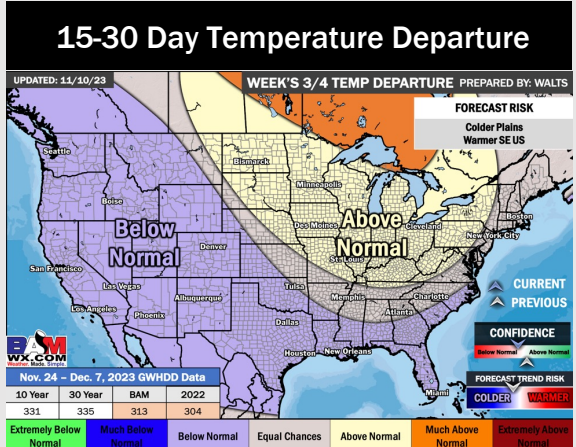 15-30 Day Temperature Departure
UPDATED: 11/10/23
WEEK'S 3/4 TEMP DEPARTURE PREPARED BY: WALTS
FORECAST RISK
Colder Plains
Warmer SE US
Seattle
Bismarck
Minneapolis
Boise
Boston
Below
Normal
Above
Normal
Des Moines
Cleveland
New York City
Denver
St. Louis
San Francisco
Las Vegas
Tulsa
CURRENT
Albuquerque
Memphis
Charlotte
PREVIOUS
Los Angeles
Phoenix
Atlanta
Dallas
CONFIDENCE
Below Normal
Above Normal
BAM
WX.COM
Weather. Made. Simple.
Houston
New Orleans
Nov. 24 – Dec. 7, 2023 GWHDD Data
FORECAST TREND RISK
10 Year 30 Year BAM 2022
Miami
COLDER WARMER
331 335 313 304
Extremely Below
Normal
Much Below
Normal
Below Normal
Equal Chances
Above Normal
Much Above
Normal
Extremely Above
Normal